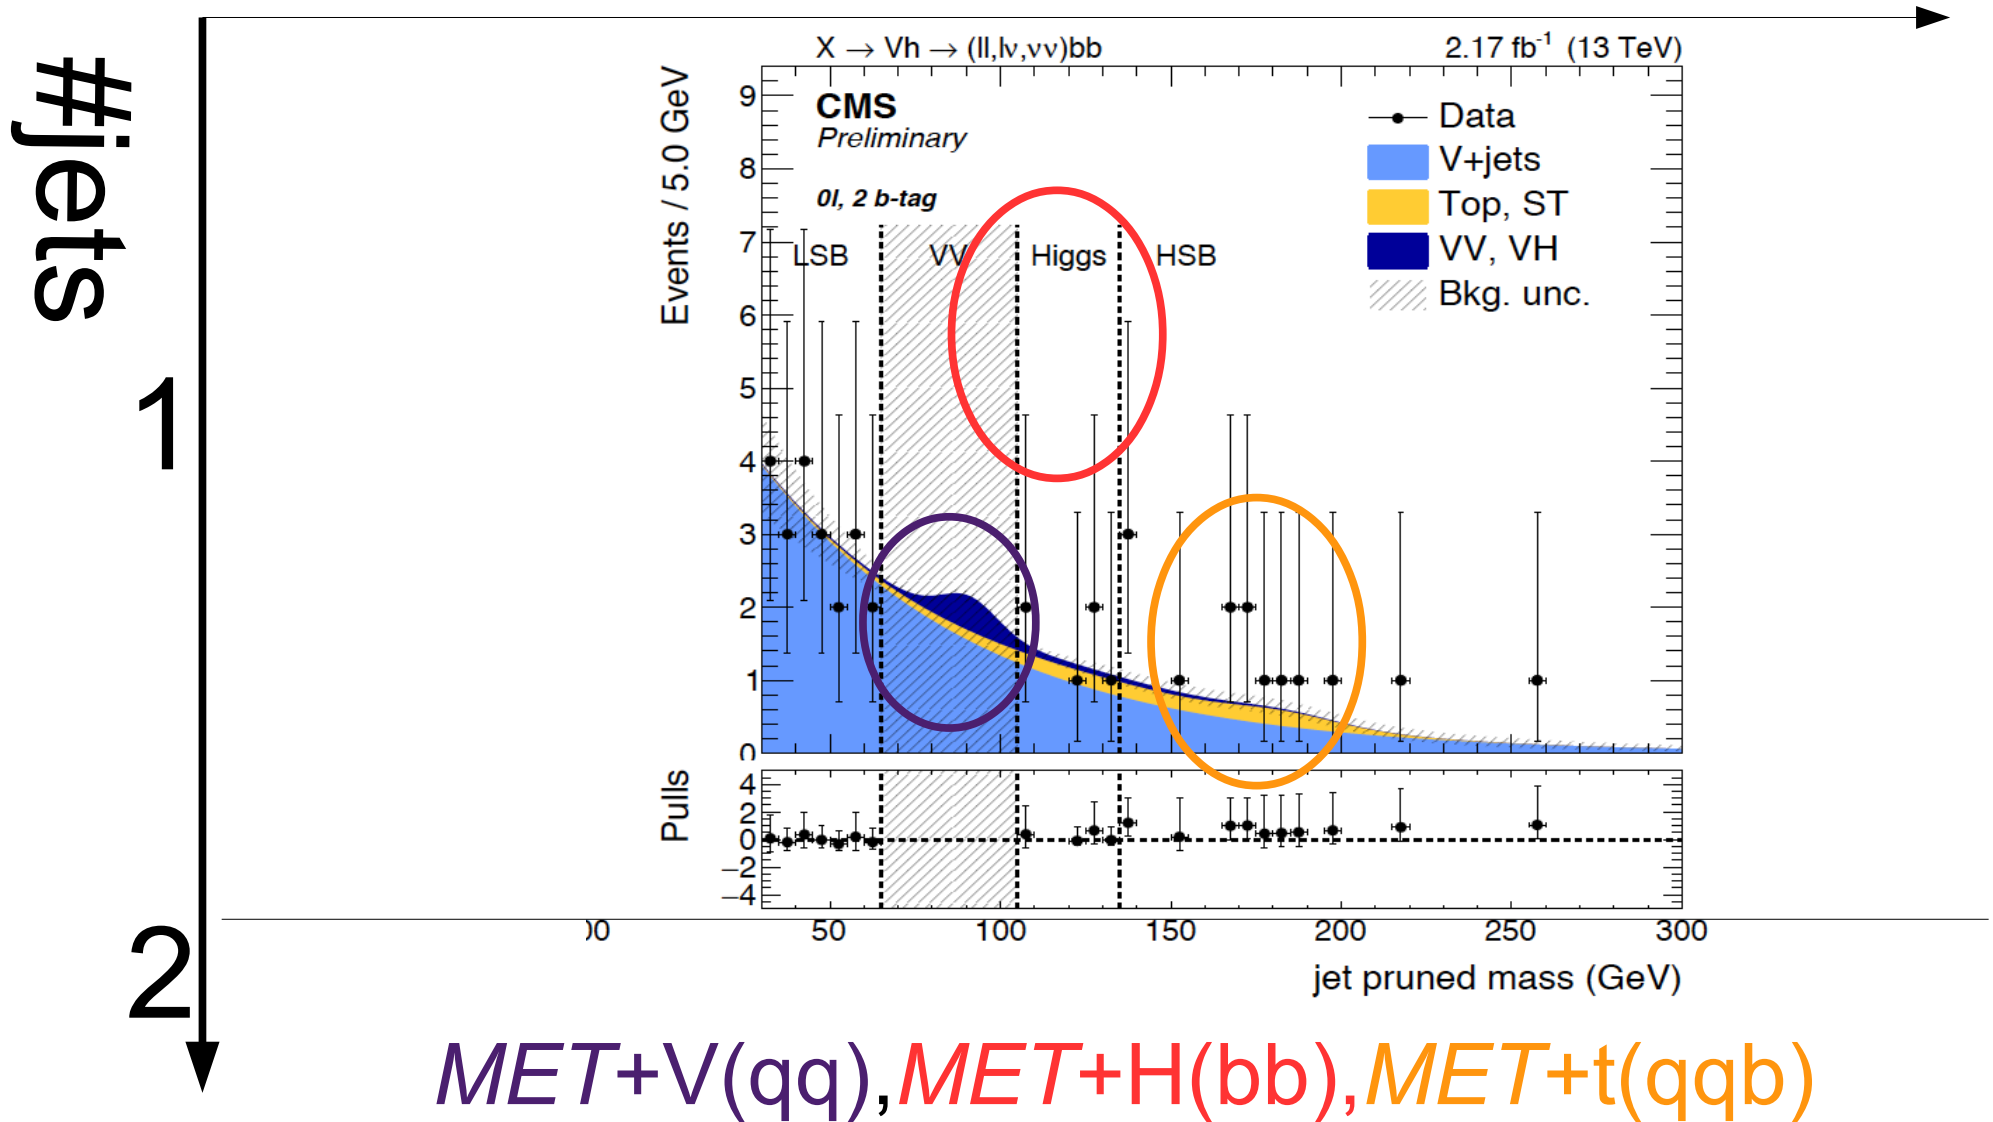 #jets
1
2
X → Vh → (ll,lν,νν)bb
2.17 fb⁻¹ (13 TeV)
Events / 5.0 GeV
9
8
7
6
5
4
3
2
1
0
CMS
Preliminary
0l, 2 b-tag
LSB
VV
Higgs
HSB
Data
V+jets
Top, ST
VV, VH
Bkg. unc.
Pulls
4
2
0
−2
−4
50 100 150 200 250 300
jet pruned mass (GeV)
MET+V(qq),MET+H(bb),MET+t(qqb)